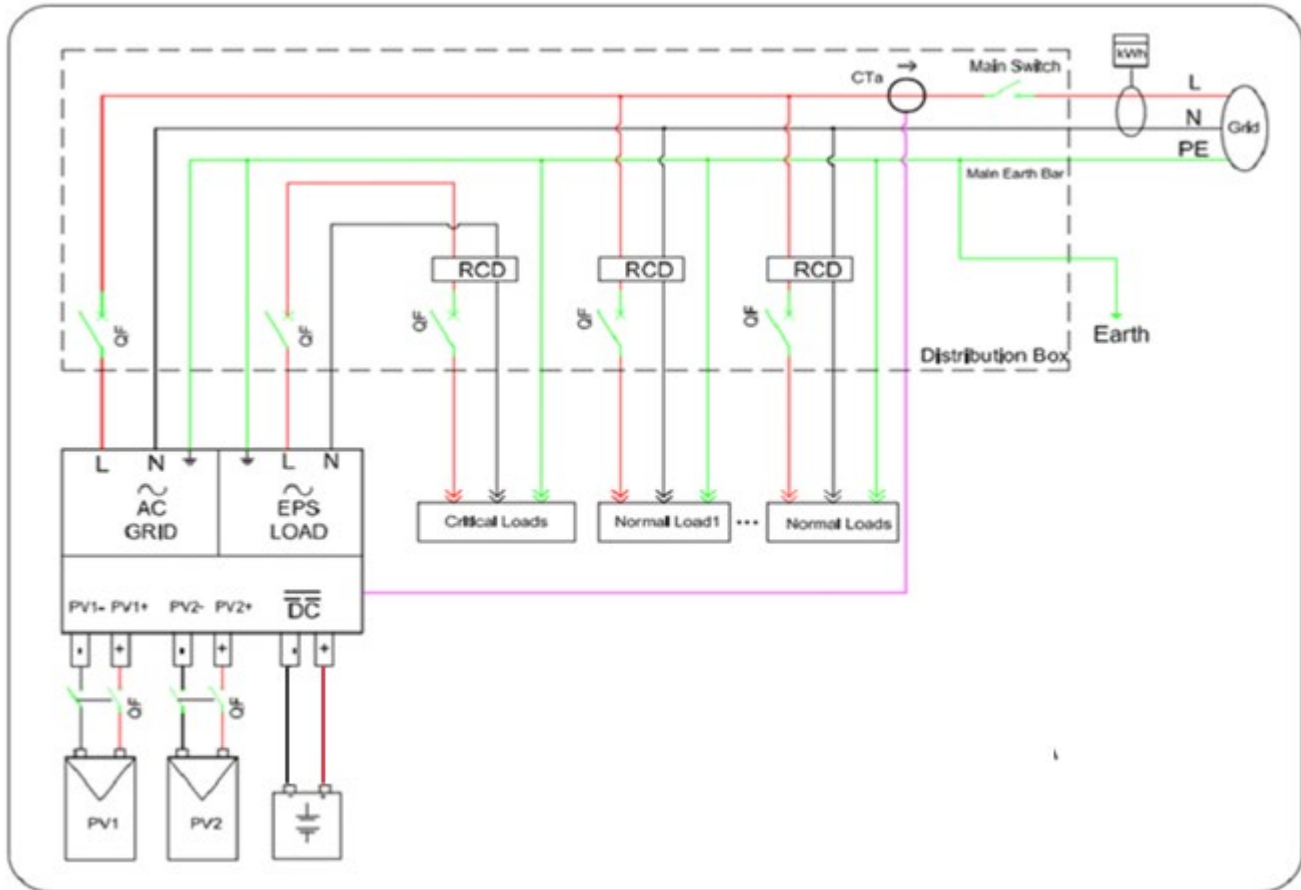 kWh
CTa
Main Switch
L
N
PE
Grid
Main Earth Bar
RCD
RCD
RCD
QF
QF
QF
QF
QF
Earth
Distribution Box
L
N
L
N
AC
GRID
EPS
LOAD
Critical Loads
Normal Load1
...
Normal Loads
PV1-
PV1+
PV2-
PV2+
DC
-
+
-
+
-
+
QF
QF
PV1
PV2